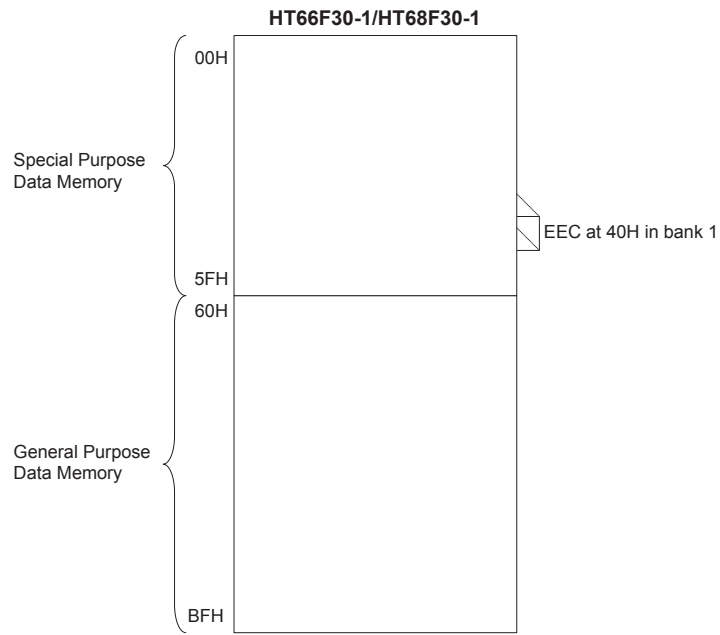 HT66F30-1/HT68F30-1
00H
Special Purpose
Data Memory
EEC at 40H in bank 1
5FH
60H
General Purpose
Data Memory
BFH